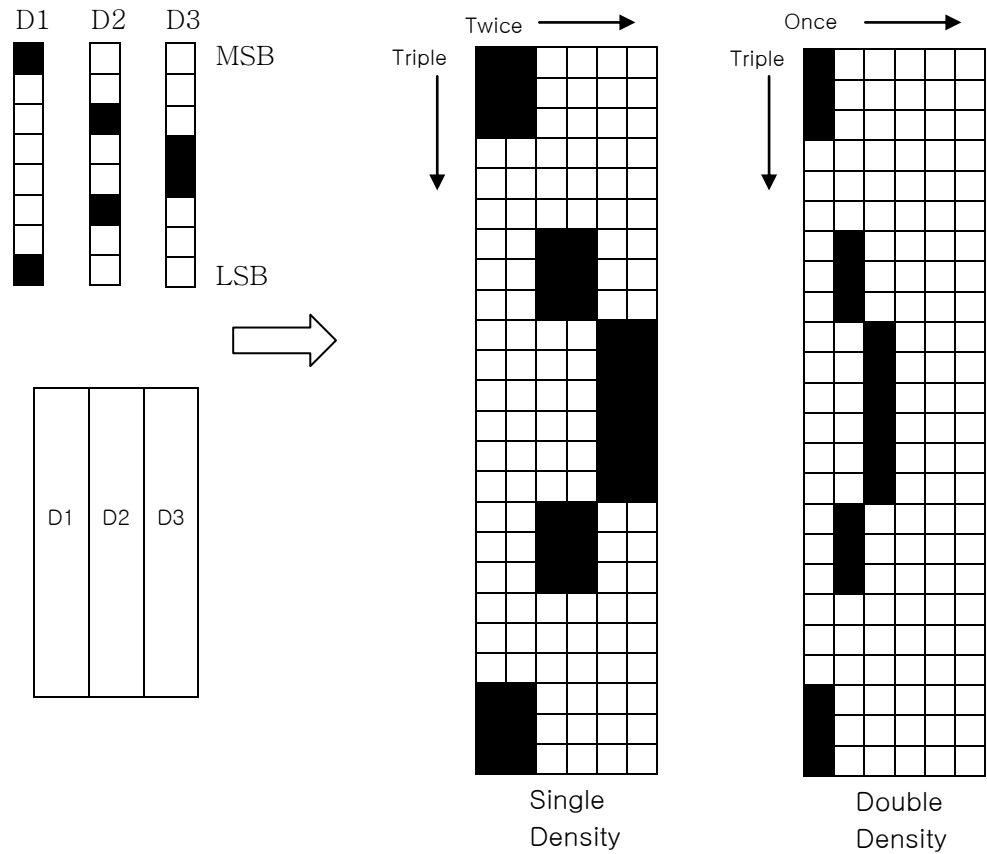 D1 D2 D3
MSB
LSB
D1 D2 D3
Twice
Triple
Single
Density
Once
Triple
Double
Density